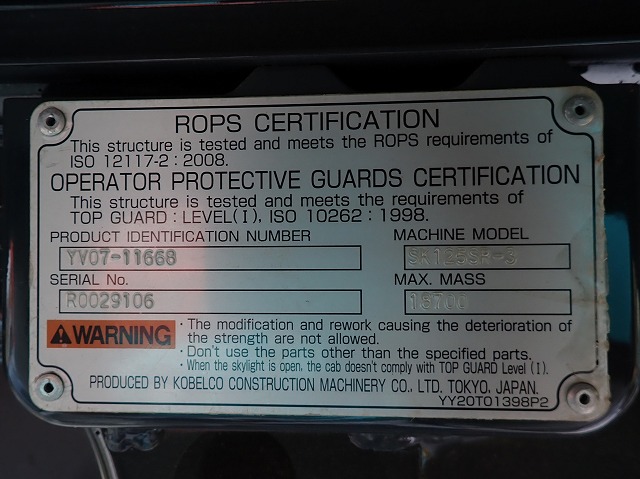 ROPS CERTIFICATION
This structure is tested and meets the ROPS requirements of
ISO 12117-2 : 2008.
OPERATOR PROTECTIVE GUARDS CERTIFICATION
This structure is tested and meets the requirements of
TOP GUARD : LEVEL(I), ISO 10262 : 1998.
PRODUCT IDENTIFICATION NUMBER
YV07-11668
MACHINE MODEL
SK125SR-3
SERIAL No.
R0029106
MAX. MASS
15700
WARNING
· The modification and rework causing the deterioration of
the strength are not allowed.
· Don't use the parts other than the specified parts.
· When the skylight is open, the cab doesn't comply with TOP GUARD Level (I).
PRODUCED BY KOBELCO CONSTRUCTION MACHINERY CO., LTD. TOKYO, JAPAN.
YY20T01398P2